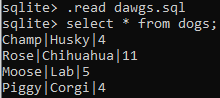 sqlite> .read dawgs.sql
sqlite> select * from dogs;
Champ|Husky|4
Rose|Chihuahua|11
Moose|Lab|5
Piggy|Corgi|4